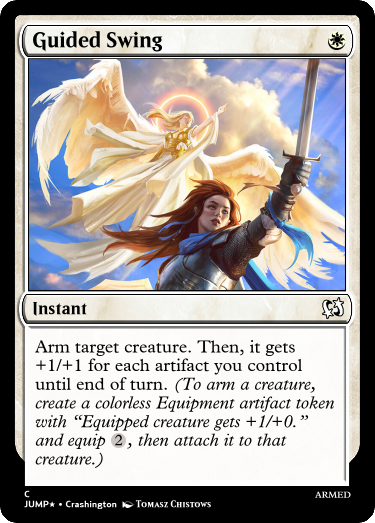 Guided Swing
Instant
Arm target creature. Then, it gets
+1/+1 for each artifact you control
until end of turn. (To arm a creature,
create a colorless Equipment artifact token
with “Equipped creature gets +1/+0.”
and equip 2, then attach it to that
creature.)
C
ARMED
JUMP★ • Crashington Tomasz Chistows